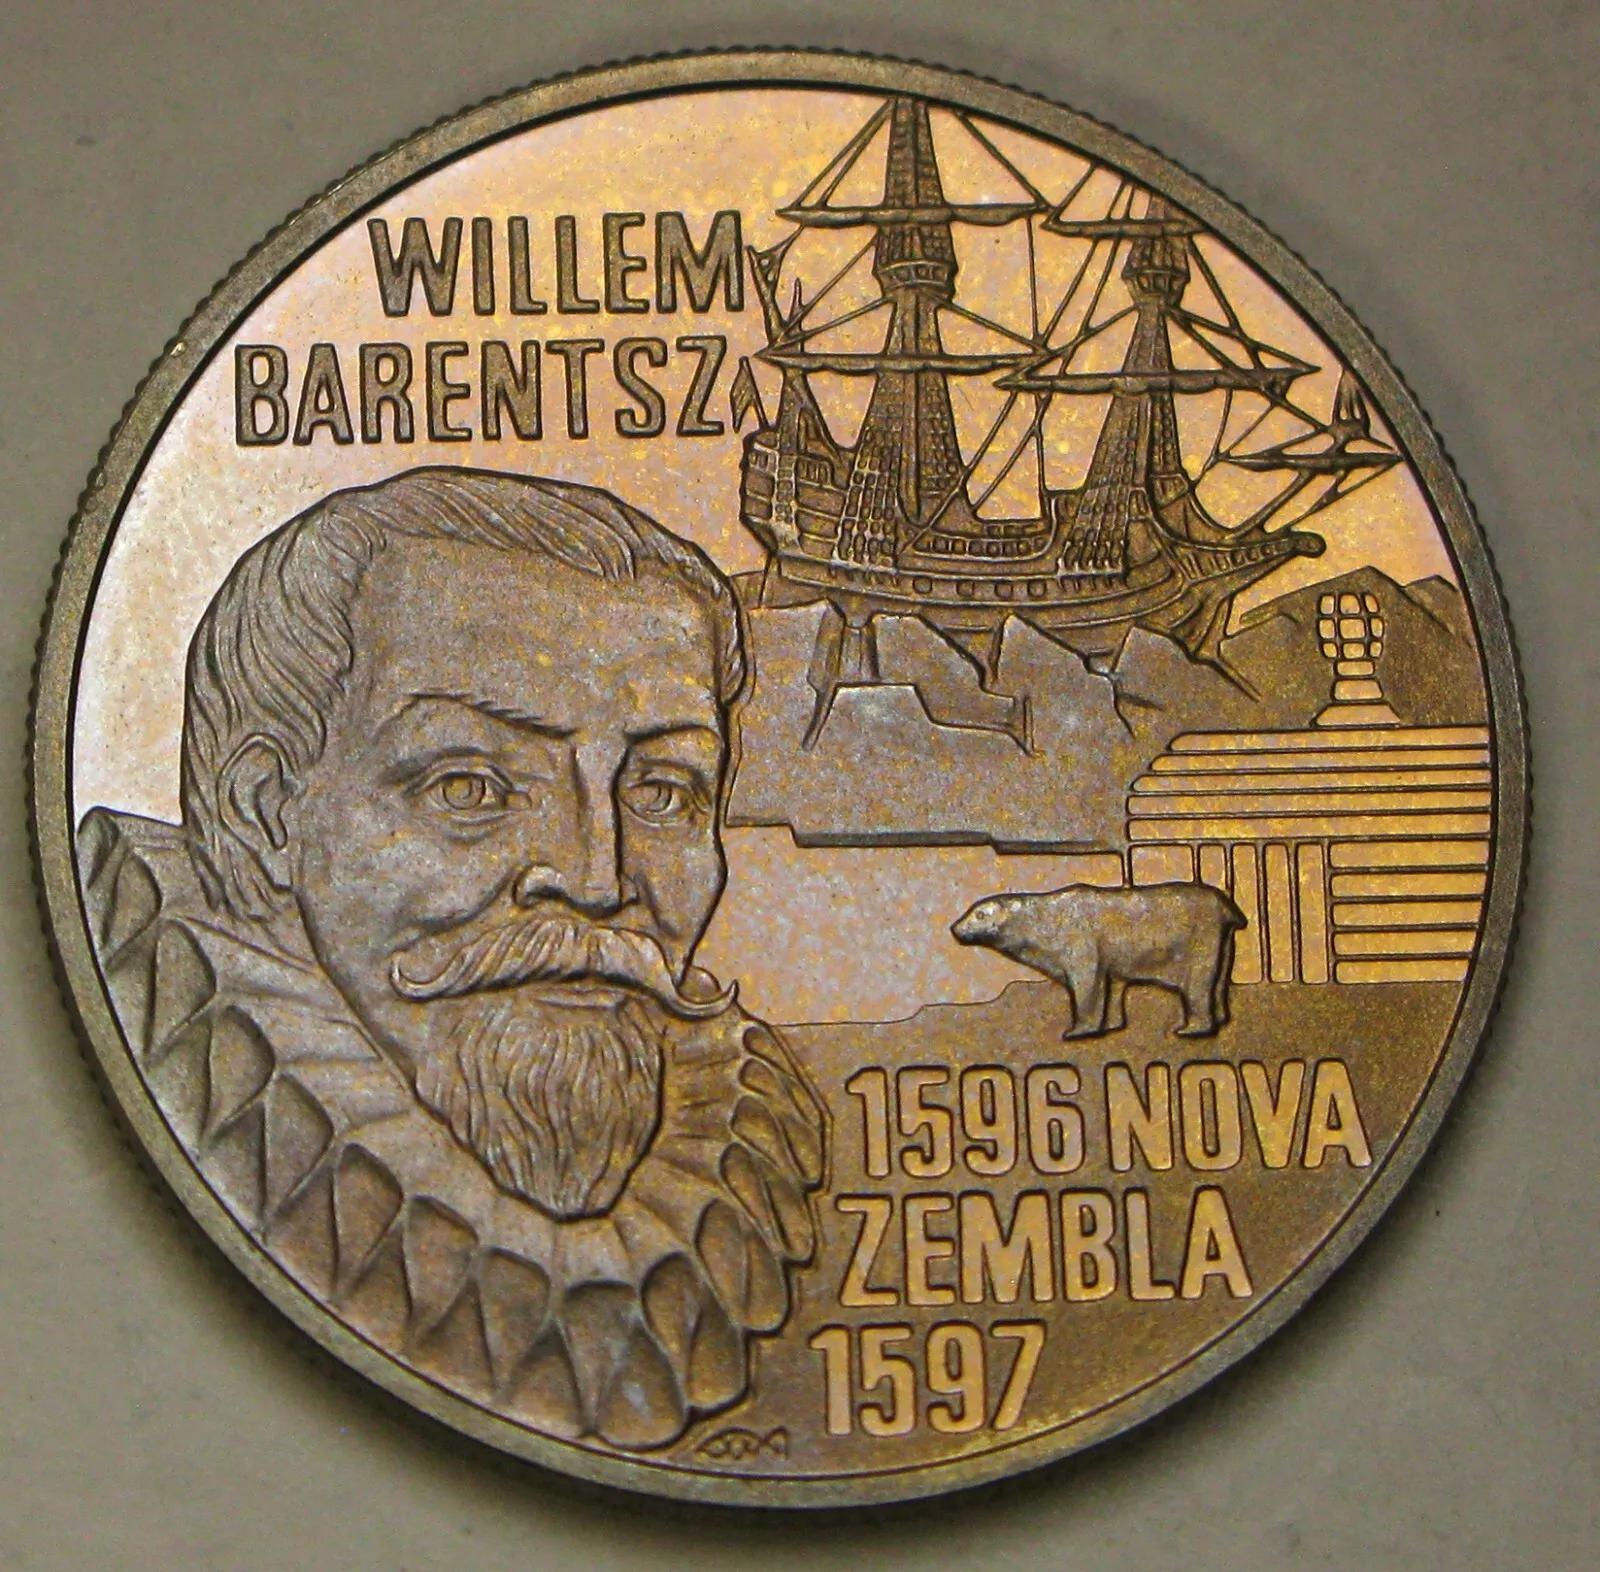 WILLEM
BARENTSZ
1596 NOVA
ZEMBLA
1597